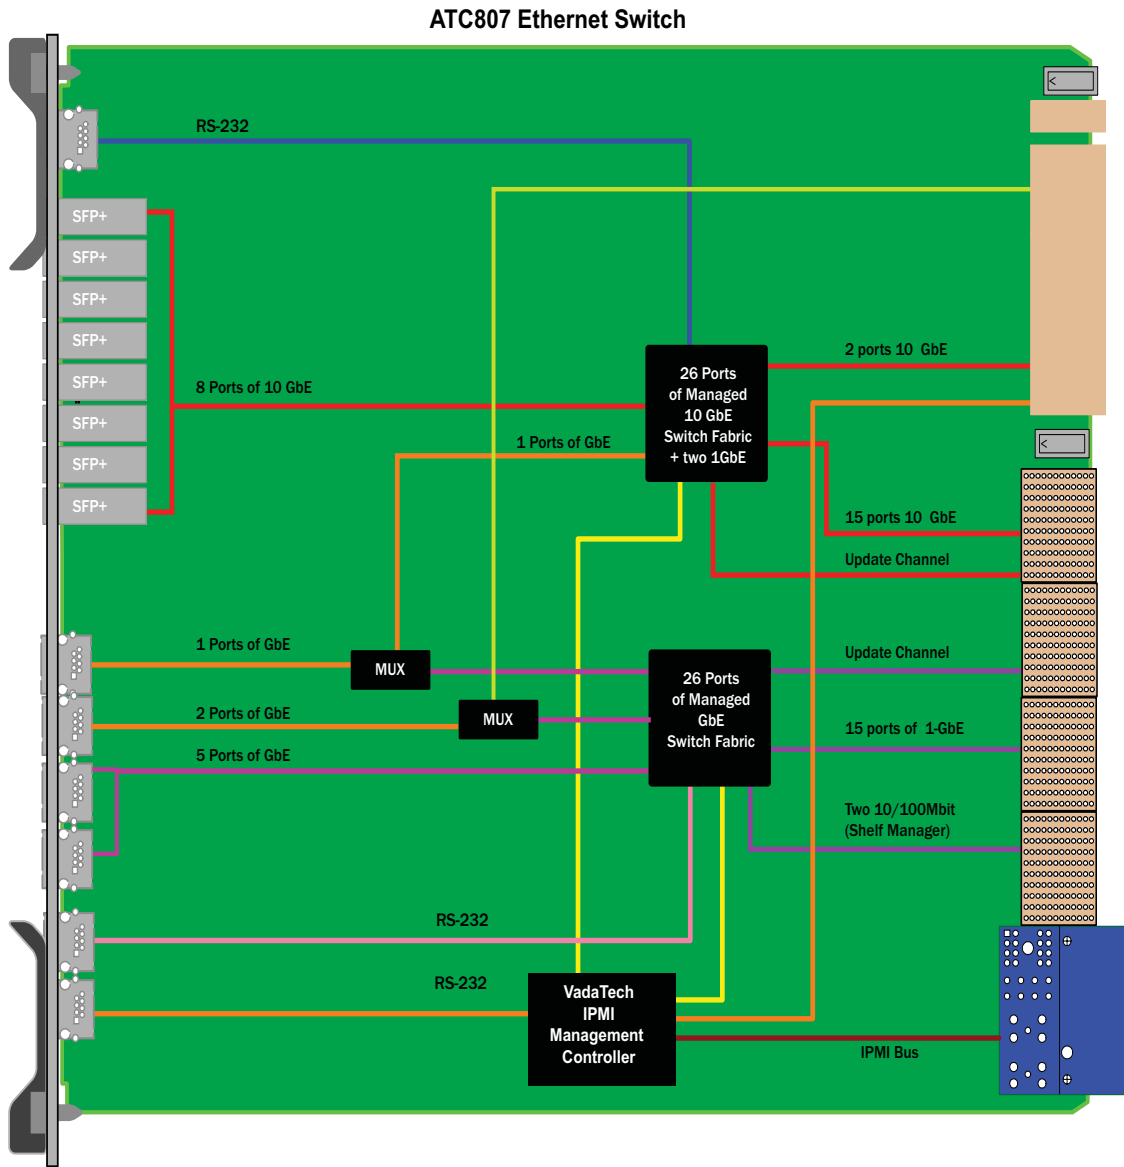 ATC807 Ethernet Switch
RS-232
SFP+
SFP+
SFP+
SFP+
SFP+
SFP+
SFP+
SFP+
8 Ports of 10 GbE
1 Ports of GbE
26 Ports
of Managed
10 GbE
Switch Fabric
+ two 1GbE
2 ports 10 GbE
15 ports 10 GbE
Update Channel
1 Ports of GbE
MUX
2 Ports of GbE
MUX
5 Ports of GbE
26 Ports
of Managed
GbE
Switch Fabric
Update Channel
15 ports of 1-GbE
Two 10/100Mbit
(Shelf Manager)
RS-232
RS-232
VadaTech
IPMI
Management
Controller
IPMI Bus